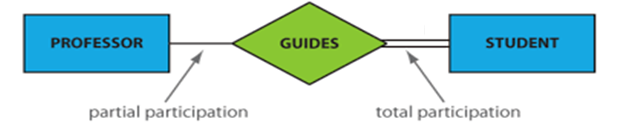 PROFESSOR
GUIDES
STUDENT
partial participation
total participation